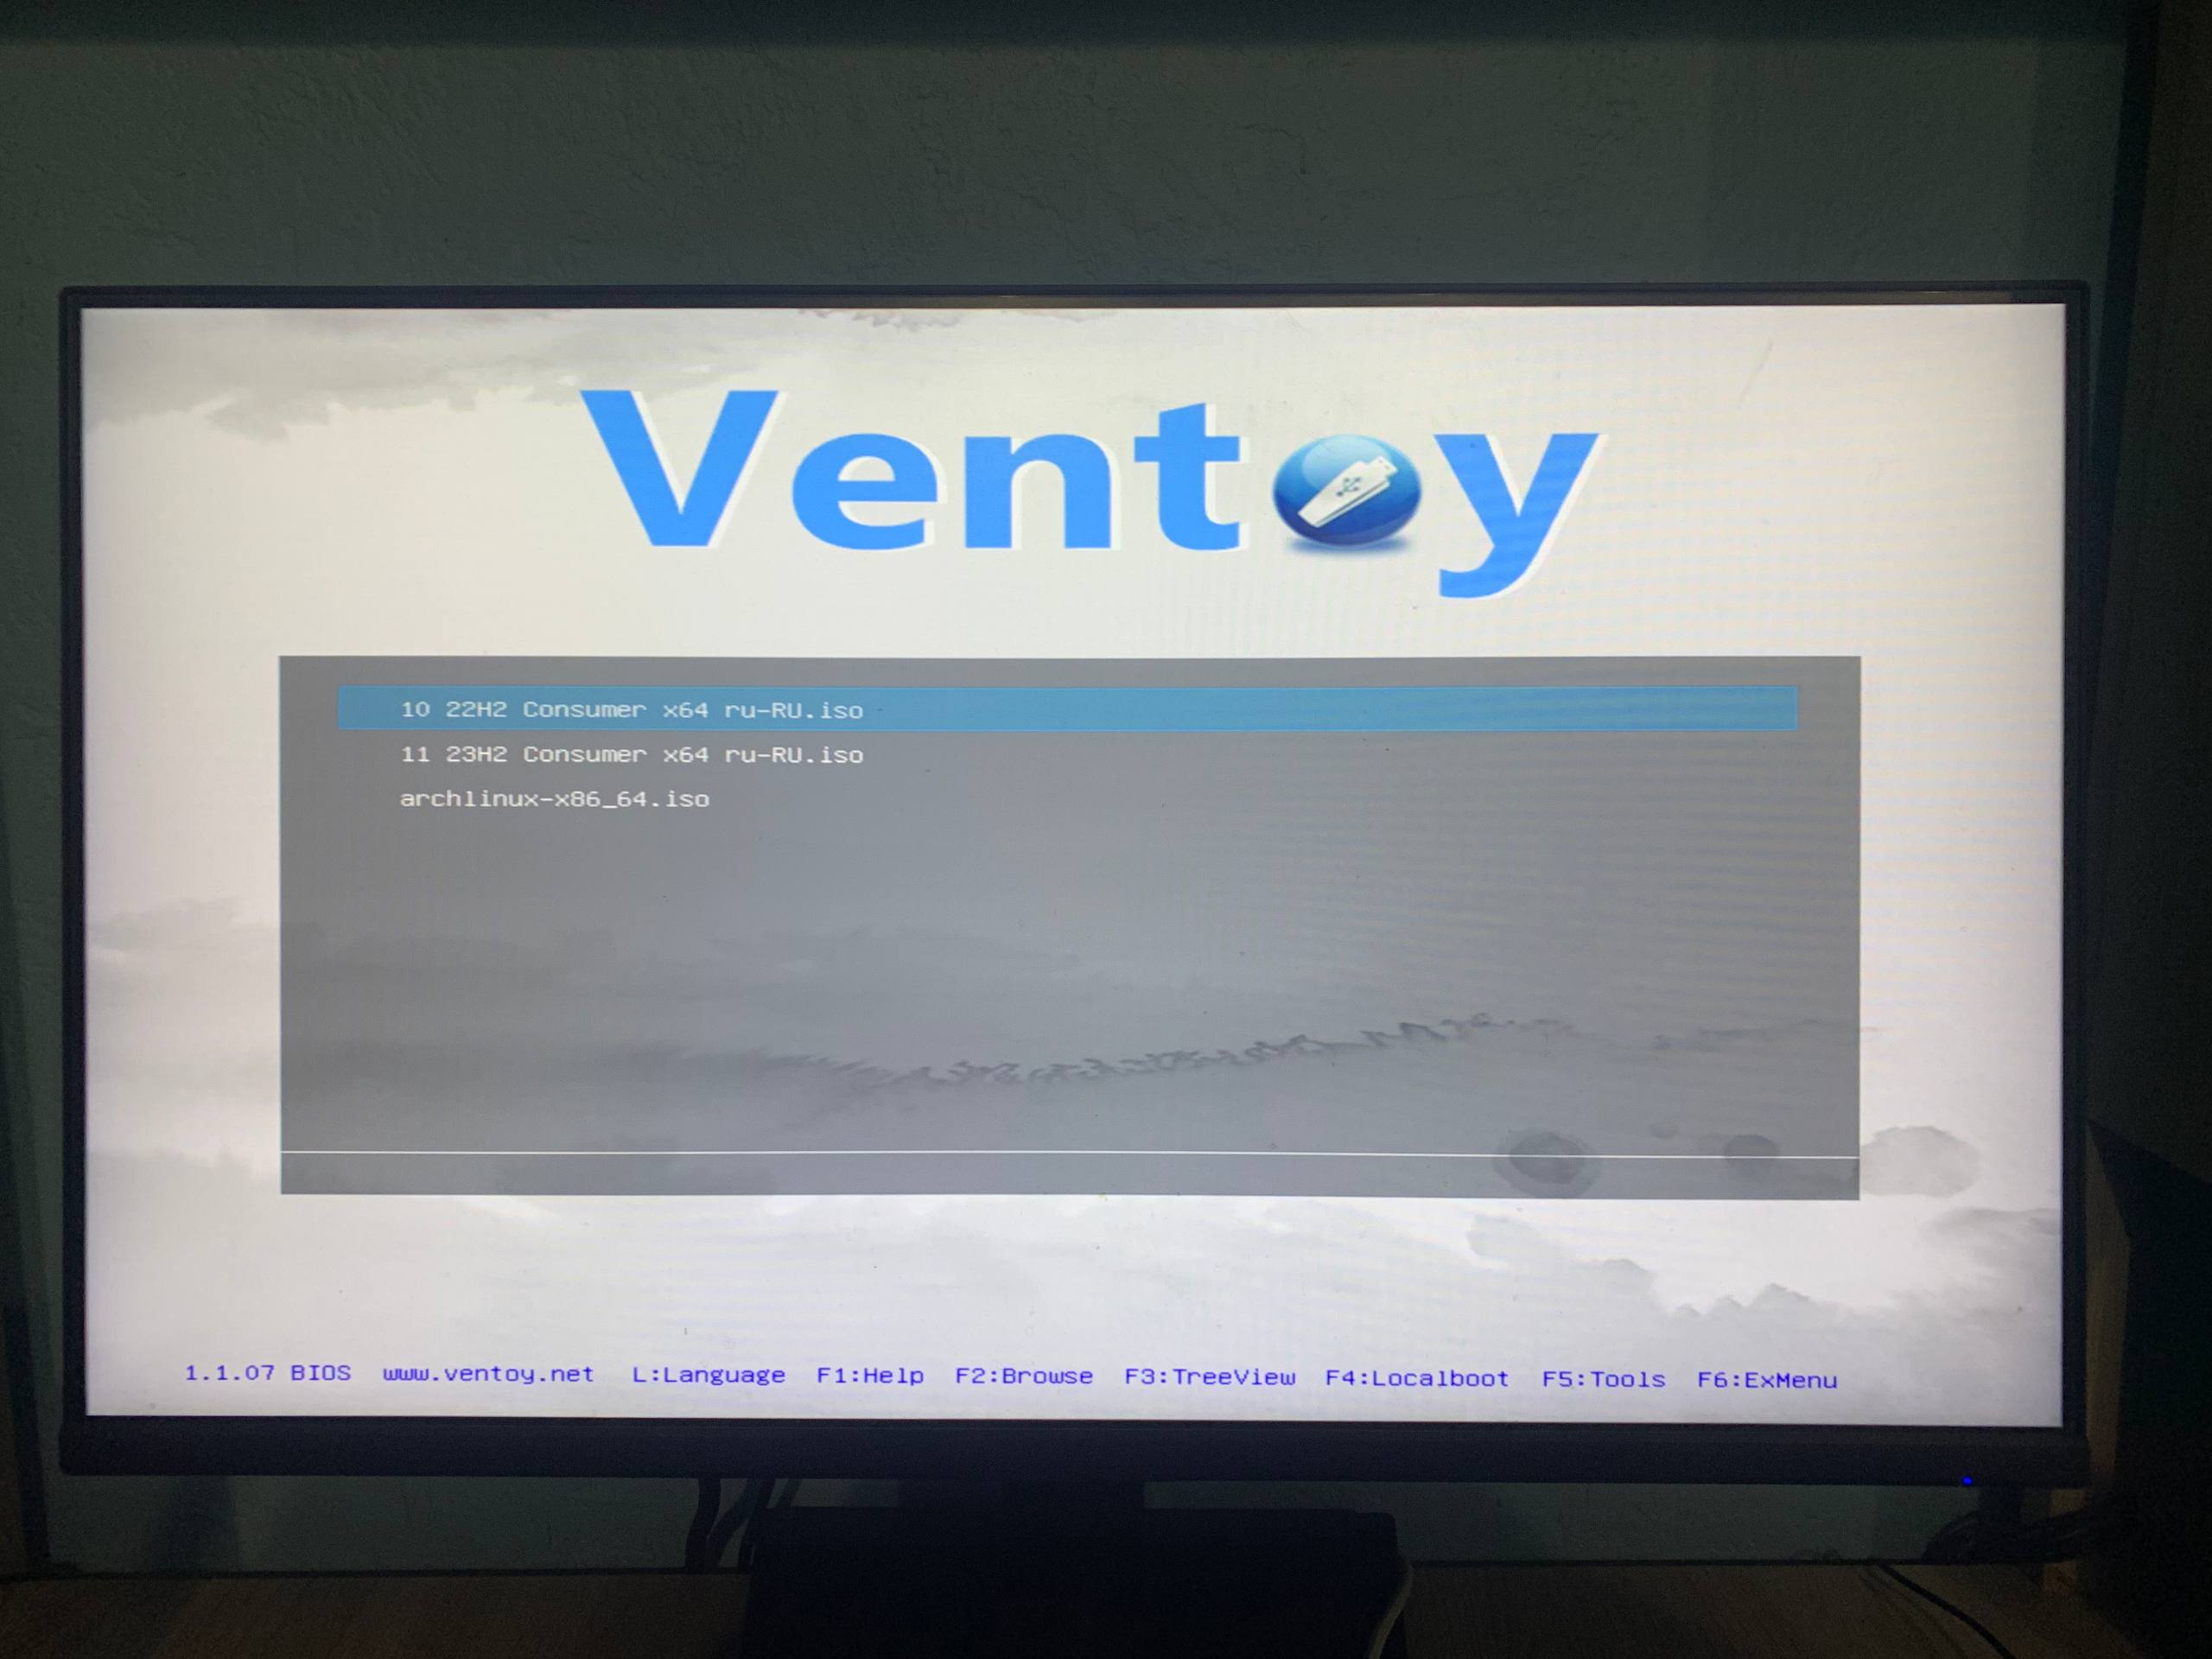 Ventoy
10 22H2 Consumer x64 ru-RU.iso
11 23H2 Consumer x64 ru-RU.iso
archlinux-x86_64.iso
1.1.07 BIOS www.ventoy.net L:Language F1:Help F2:Browse F3:TreeView F4:Localboot F5:Tools F6:ExMenu